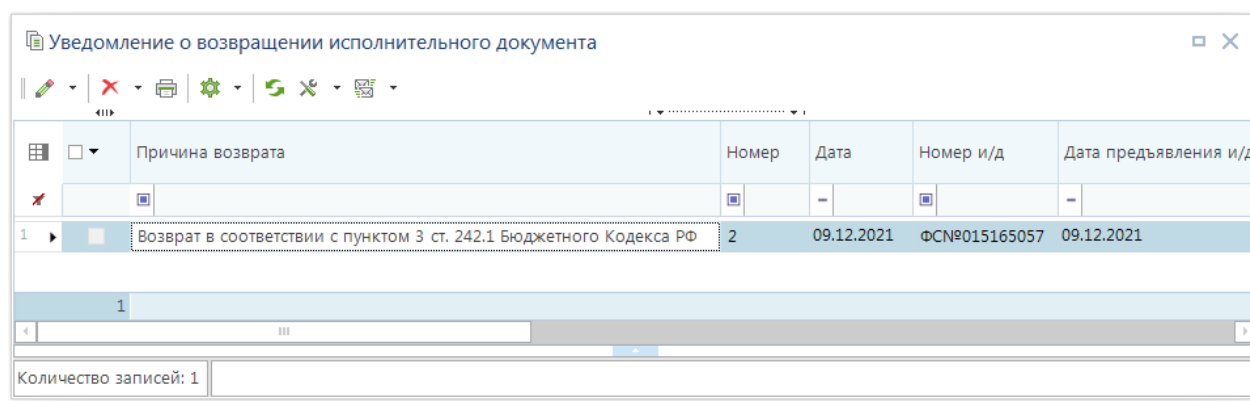 Уведомление о возвращении исполнительного документа
Причина возврата Номер Дата Номер и/д Дата предъявления и/д
1 Возврат в соответствии с пунктом 3 ст. 242.1 Бюджетного Кодекса РФ 2 09.12.2021 ФС№015165057 09.12.2021
1
Количество записей: 1